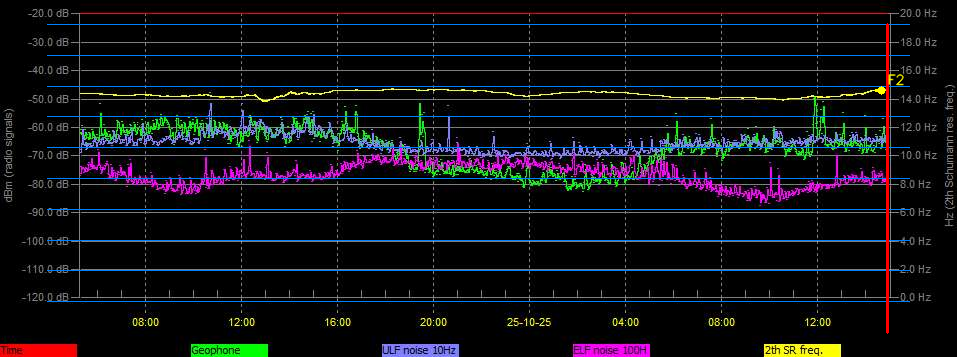 -20.0 dB 20.0 Hz
-30.0 dB 18.0 Hz
-40.0 dB 16.0 Hz
F2
-50.0 dB 14.0 Hz
-60.0 dB 12.0 Hz
-70.0 dB 10.0 Hz
-80.0 dB 8.0 Hz
-90.0 dB 6.0 Hz
-100.0 dB 4.0 Hz
-110.0 dB 2.0 Hz
-120.0 dB 0.0 Hz
dBm (radio signals)
Hz (2th Schumann res. freq.)
08:00 12:00 16:00 20:00 25-10-25 04:00 08:00 12:00
Time Geophone ULF noise 10Hz ELF noise 100H 2th SR freq.